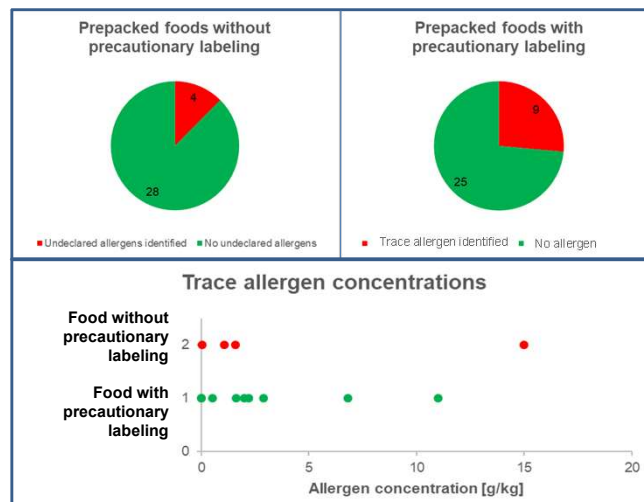 Prepacked foods without
precautionary labeling
4
28
Undeclared allergens identified
No undeclared allergens
Prepacked foods with
precautionary labeling
9
25
Trace allergen identified
No allergen
Trace allergen concentrations
Food without
precautionary
labeling
Food with
precautionary
labeling
2
1
0
0
5
10
15
20
Allergen concentration [g/kg]